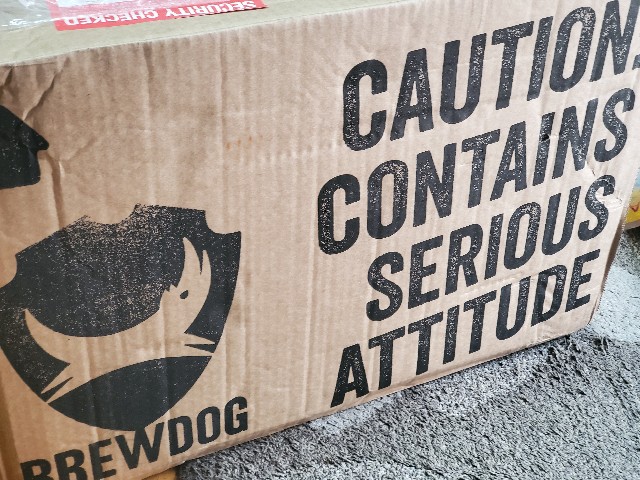 SECURITY CHECKED
CAUTION.
CONTAINS
SERIOUS
ATTITUDE
BREWDOG